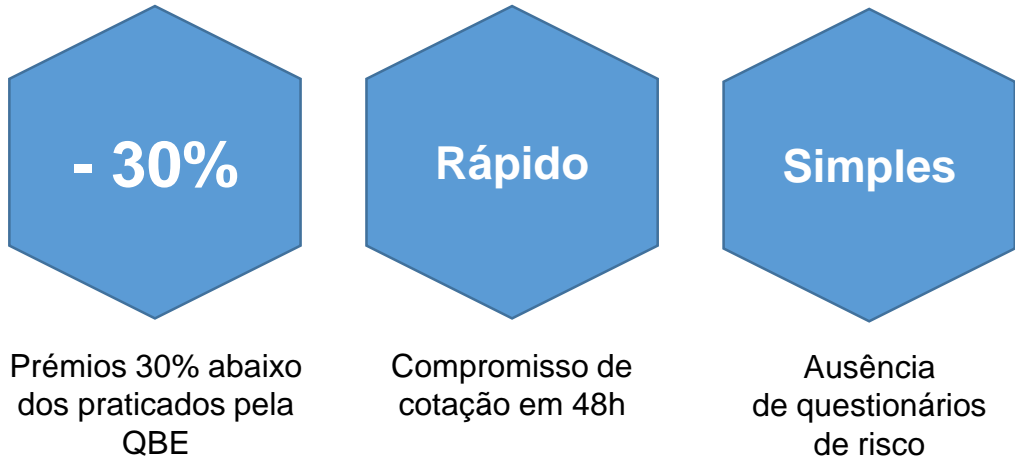 - 30%
Prémios 30% abaixo
dos praticados pela
QBE
Rápido
Compromisso de
cotação em 48h
Simples
Ausência
de questionários
de risco